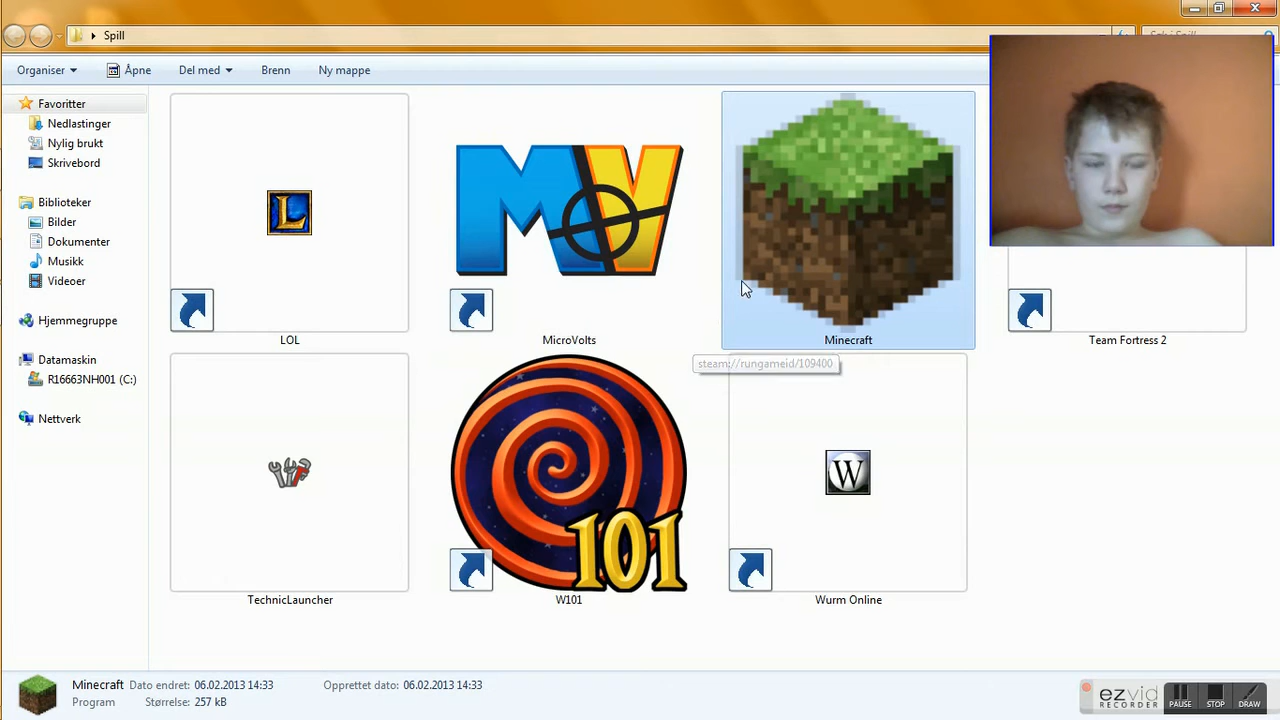 Spill
Organiser
Åpne
Del med
Brenn
Ny mappe
Favoritter
Nedlastinger
Nylig brukt
Skrivebord
Biblioteker
Bilder
Dokumenter
Musikk
Videoer
Hjemmegruppe
Datamaskin
R16663NH001 (C:)
Nettverk
L
LOL
MV
MicroVolts
Minecraft
Team Fortress 2
steam://rungameid/109400
TechnicLauncher
101
W101
W
Wurm Online
Minecraft Dato endret: 06.02.2013 14:33 Opprettet dato: 06.02.2013 14:33
Program Størrelse: 257 kB
ezvid
RECORDER
PAUSE
STOP
DRAW